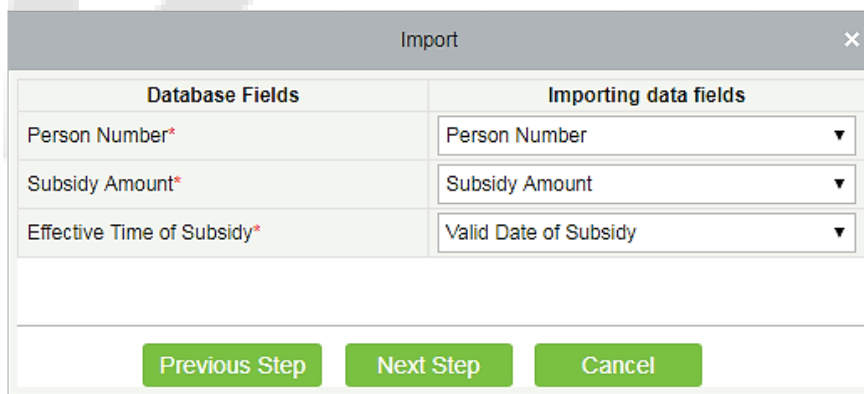 Import ×
Database Fields Importing data fields
Person Number* Person Number
Subsidy Amount* Subsidy Amount
Effective Time of Subsidy* Valid Date of Subsidy
Previous Step Next Step Cancel